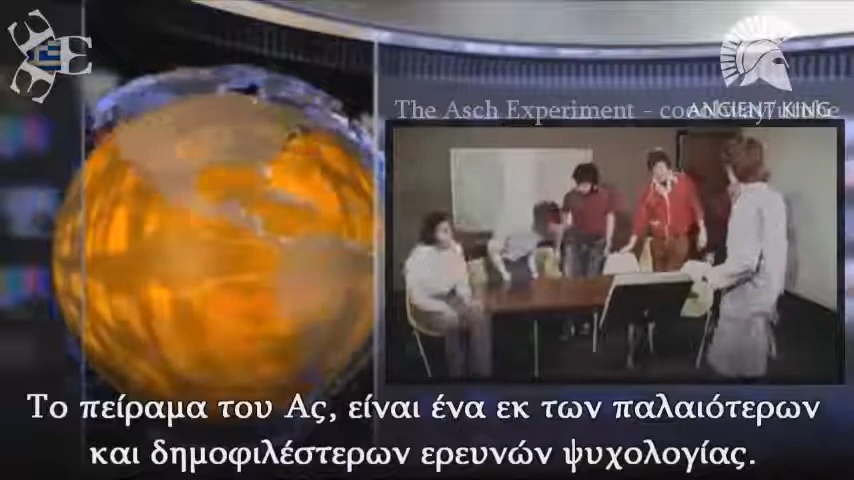 The Asch Experiment -
ANCIENT KING
Το πείραμα του Ας, είναι ένα εκ των παλαιότερων
και δημοφιλέστερων ερευνών ψυχολογίας.